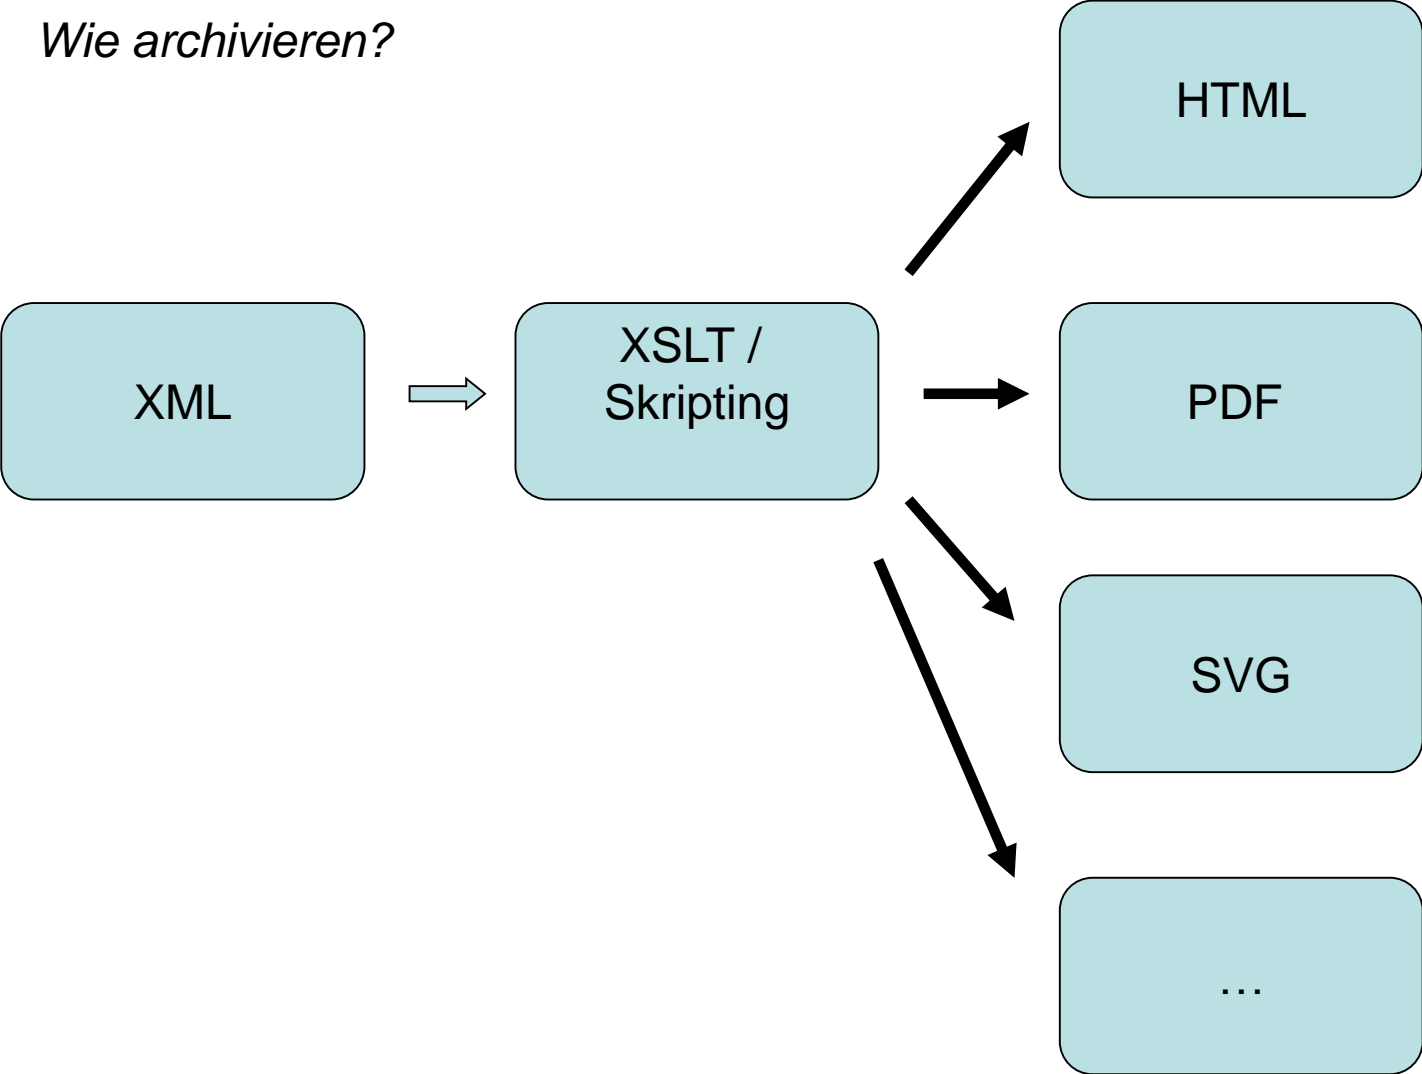 Wie archivieren?
HTML
XML
XSLT /
Skripting
PDF
SVG
…